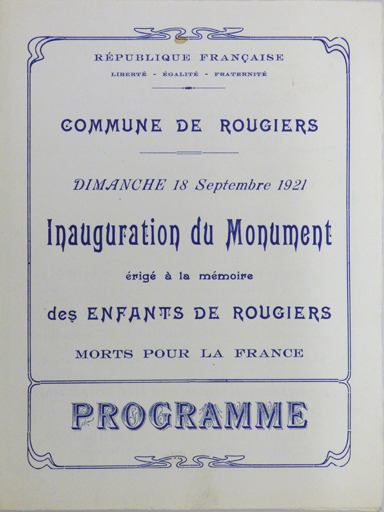 RÉPUBLIQUE FRANÇAISE
LIBERTÉ - ÉGALITÉ - FRATERNITÉ
COMMUNE DE ROUGIERS
DIMANCHE 18 Septembre 1921
Inauguration du Monument
érigé à la mémoire
des ENFANTS DE ROUGIERS
MORTS POUR LA FRANCE
PROGRAMME